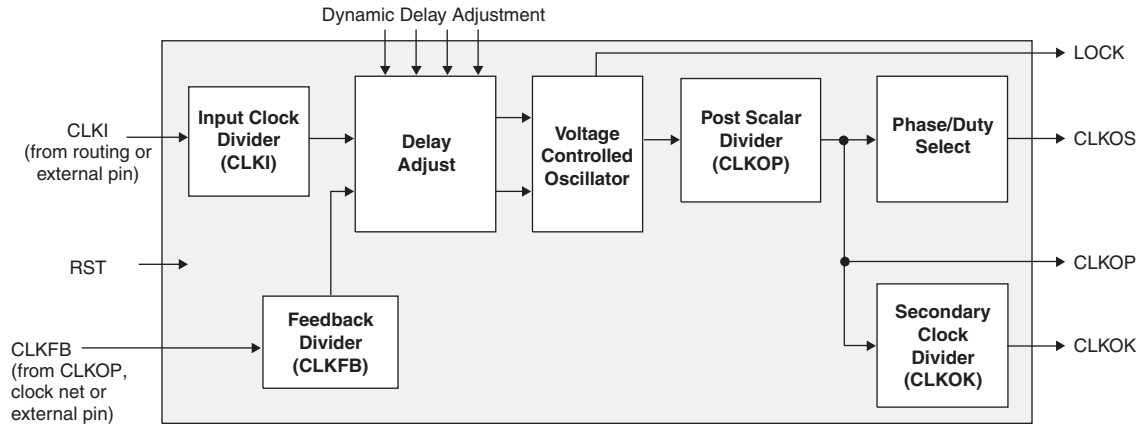 Dynamic Delay Adjustment
LOCK
CLKI
(from routing or
external pin)
Input Clock
Divider
(CLKI)
Delay
Adjust
Voltage
Controlled
Oscillator
Post Scalar
Divider
(CLKOP)
Phase/Duty
Select
CLKOS
RST
CLKOP
CLKFB
(from CLKOP,
clock net or
external pin)
Feedback
Divider
(CLKFB)
Secondary
Clock
Divider
(CLKOK)
CLKOK